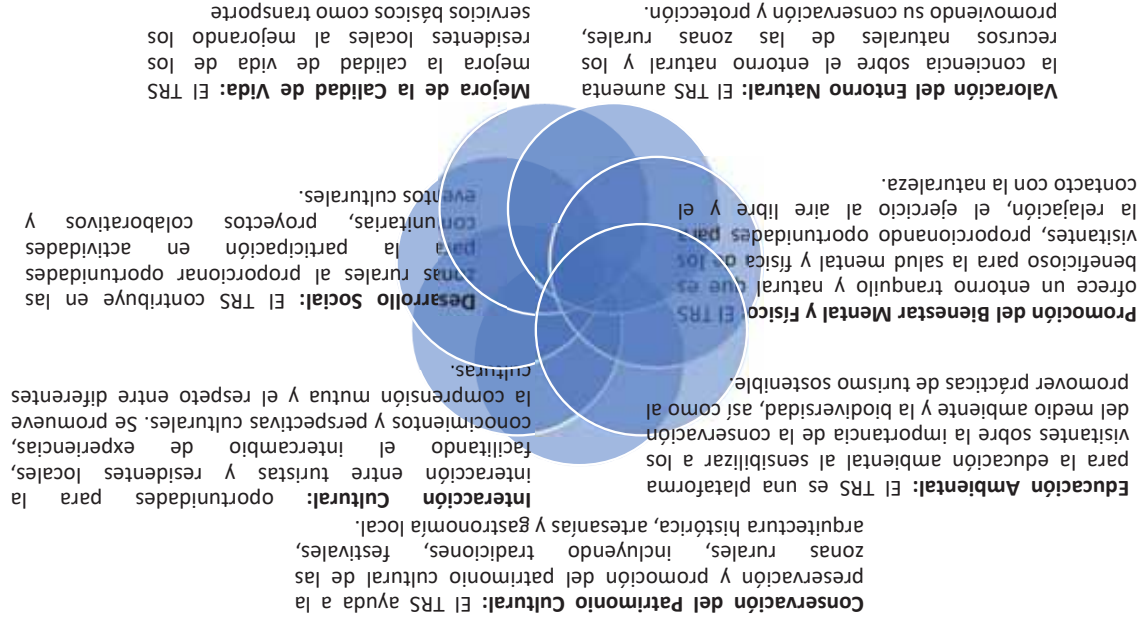 Conservación del Patrimonio Cultural: El TRS ayuda a la
preservación y promoción del patrimonio cultural de las
zonas rurales, incluyendo tradiciones, festivales,
arquitectura histórica, artesanías y gastronomía local.
Educación Ambiental: El TRS es una plataforma
para la educación ambiental al sensibilizar a los
visitantes sobre la importancia de la conservación
del medio ambiente y la biodiversidad, así como al
promover prácticas de turismo sostenible.
Interacción Cultural: oportunidades para la
interacción entre turistas y residentes locales,
facilitando el intercambio de experiencias,
conocimientos y perspectivas culturales. Se promueve
la comprensión mutua y el respeto entre diferentes
culturas.
Promoción del Bienestar Mental y Físico: El TRS
ofrece un entorno tranquilo y natural que es
beneficioso para la salud mental y física de los
visitantes, proporcionando oportunidades para
la relajación, el ejercicio al aire libre y el
contacto con la naturaleza.
Desarrollo Social: El TRS contribuye en las
zonas rurales al proporcionar oportunidades
para la participación en actividades
comunitarias, proyectos colaborativos y
eventos culturales.
Valoración del Entorno Natural: El TRS aumenta
la conciencia sobre el entorno natural y los
recursos naturales de las zonas rurales,
promoviendo su conservación y protección.
Mejora de la Calidad de Vida: El TRS
mejora la calidad de vida de los
residentes locales al mejorando los
servicios básicos como transporte